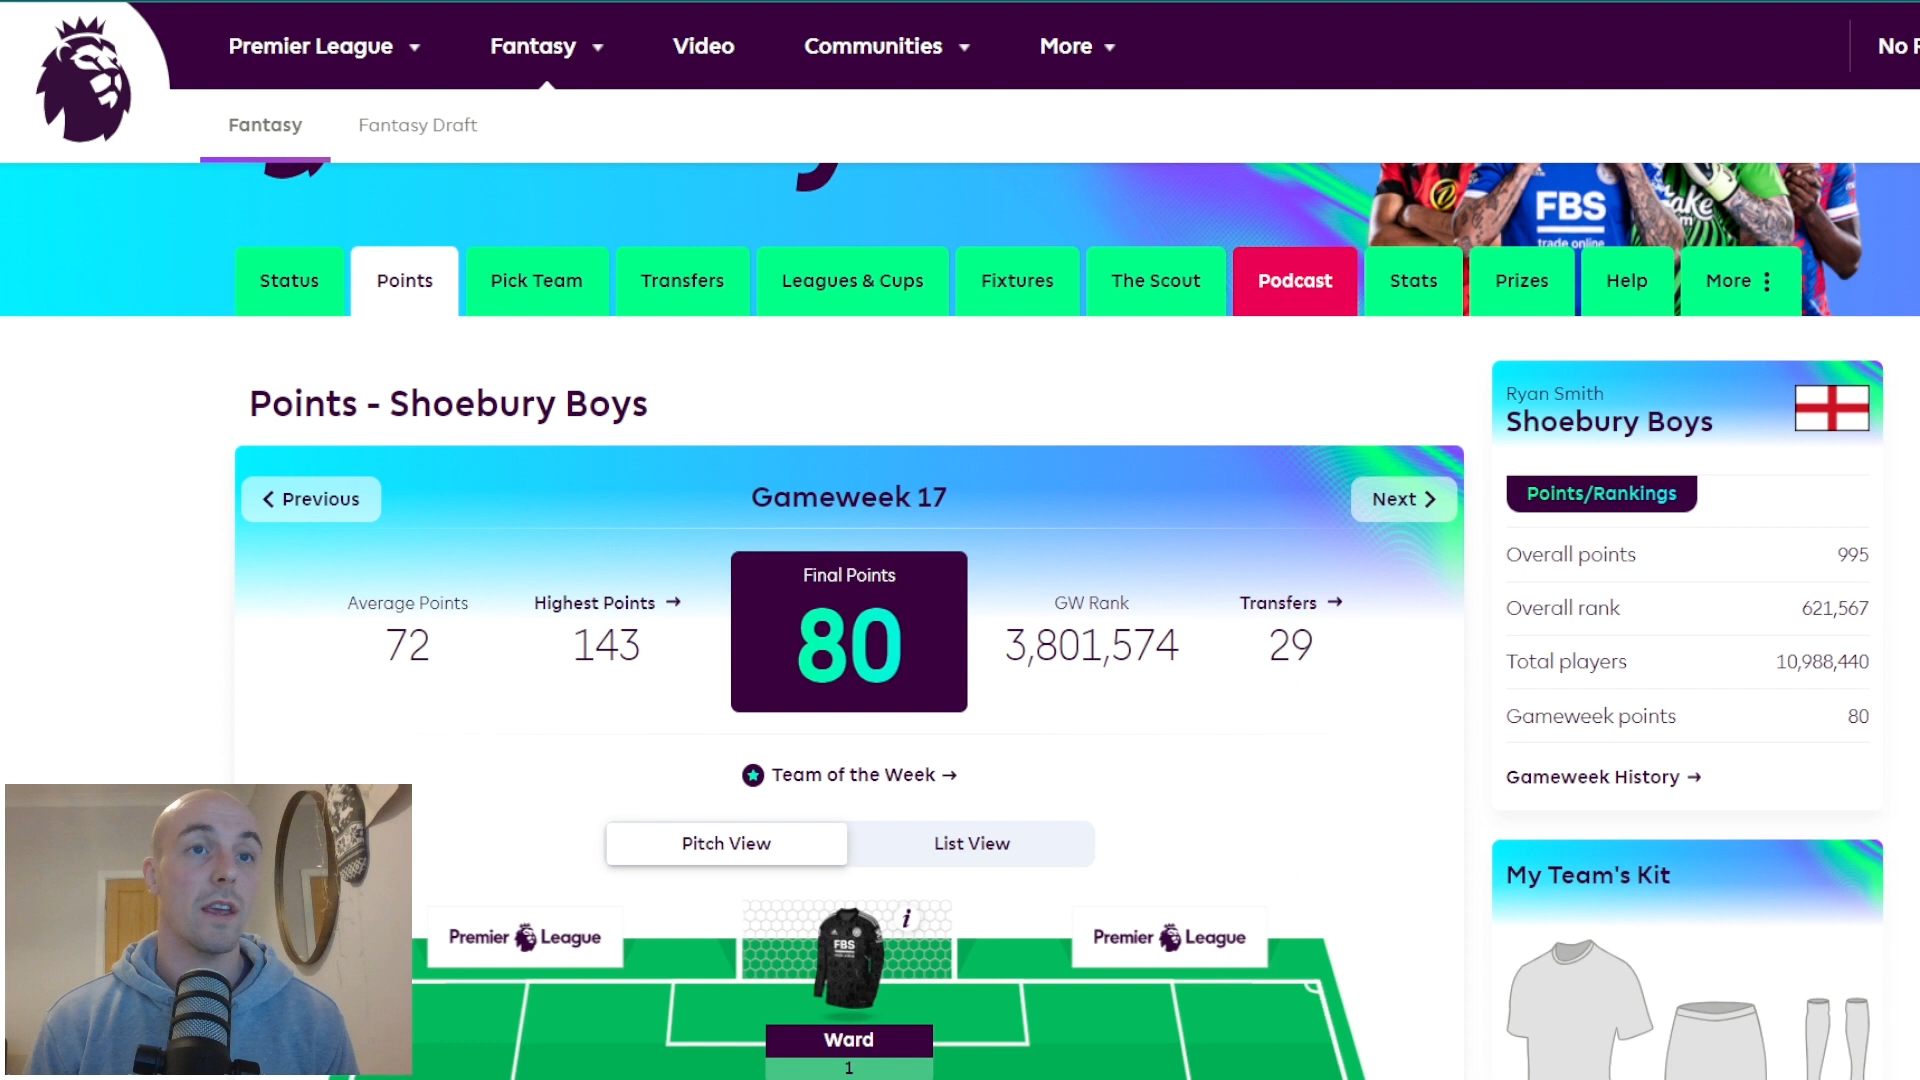 Premier League
Fantasy
Video
Communities
More
No
Fantasy
Fantasy Draft
FBS
trade online
Status
Points
Pick Team
Transfers
Leagues & Cups
Fixtures
The Scout
Podcast
Stats
Prizes
Help
More
Points - Shoebury Boys
Previous
Gameweek 17
Next
Average Points
72
Highest Points →
143
Final Points
80
GW Rank
3,801,574
Transfers →
29
Team of the Week →
Pitch View
List View
Premier League
FBS
i
Premier League
Ward
1
Ryan Smith
Shoebury Boys
Points/Rankings
Overall points 995
Overall rank 621,567
Total players 10,988,440
Gameweek points 80
Gameweek History →
My Team's Kit